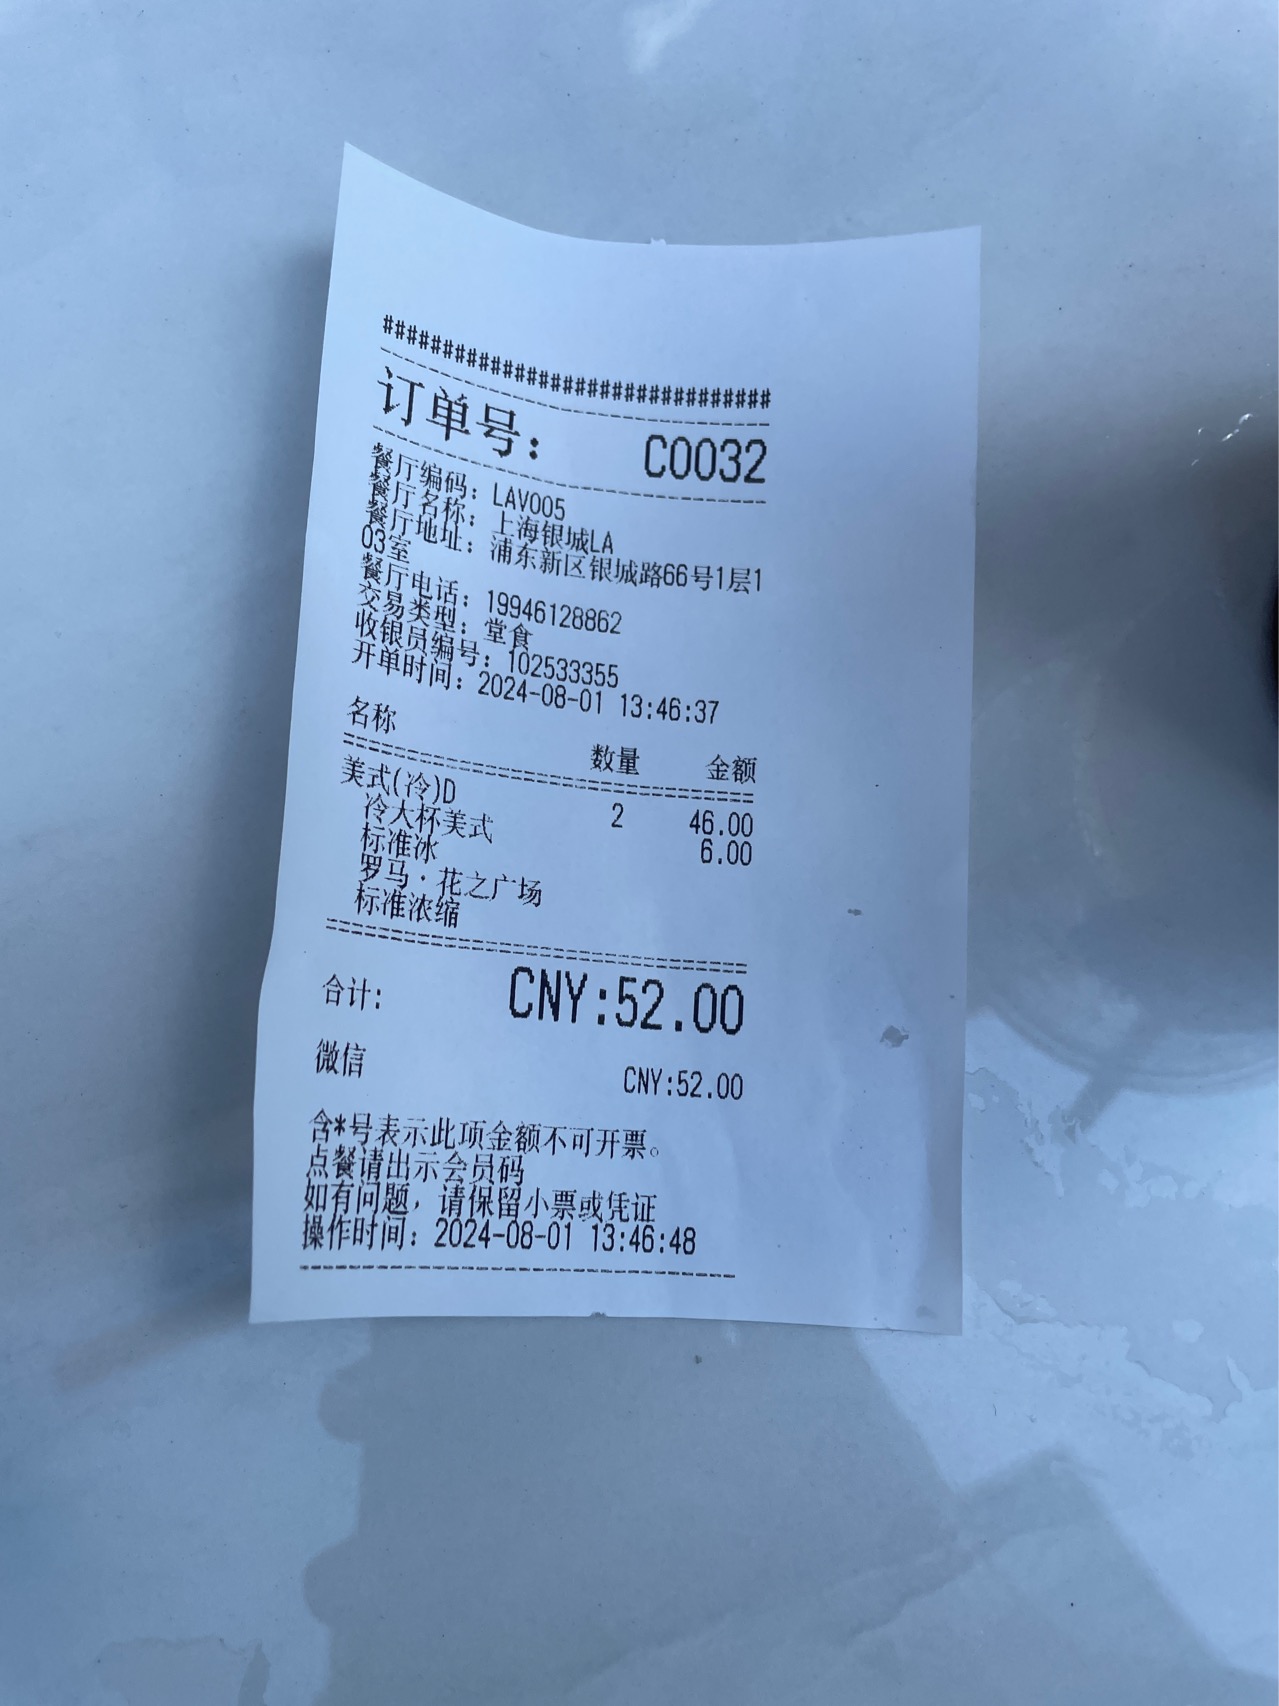 ################################
订单号： C0032
餐厅编码：LAV005
餐厅名称：上海银城LA
餐厅地址：浦东新区银城路66号1层1
03室
餐厅电话：19946128862
交易类型：堂食
收银员编号：102533355
开单时间：2024-08-01 13:46:37
名称 数量 金额
美式(冷)D 2 46.00
冷大杯美式 6.00
标准冰
罗马·花之广场
标准浓缩
合计: CNY:52.00
微信 CNY:52.00
含*号表示此项金额不可开票。
点餐请出示会员码
如有问题，请保留小票或凭证
操作时间：2024-08-01 13:46:48